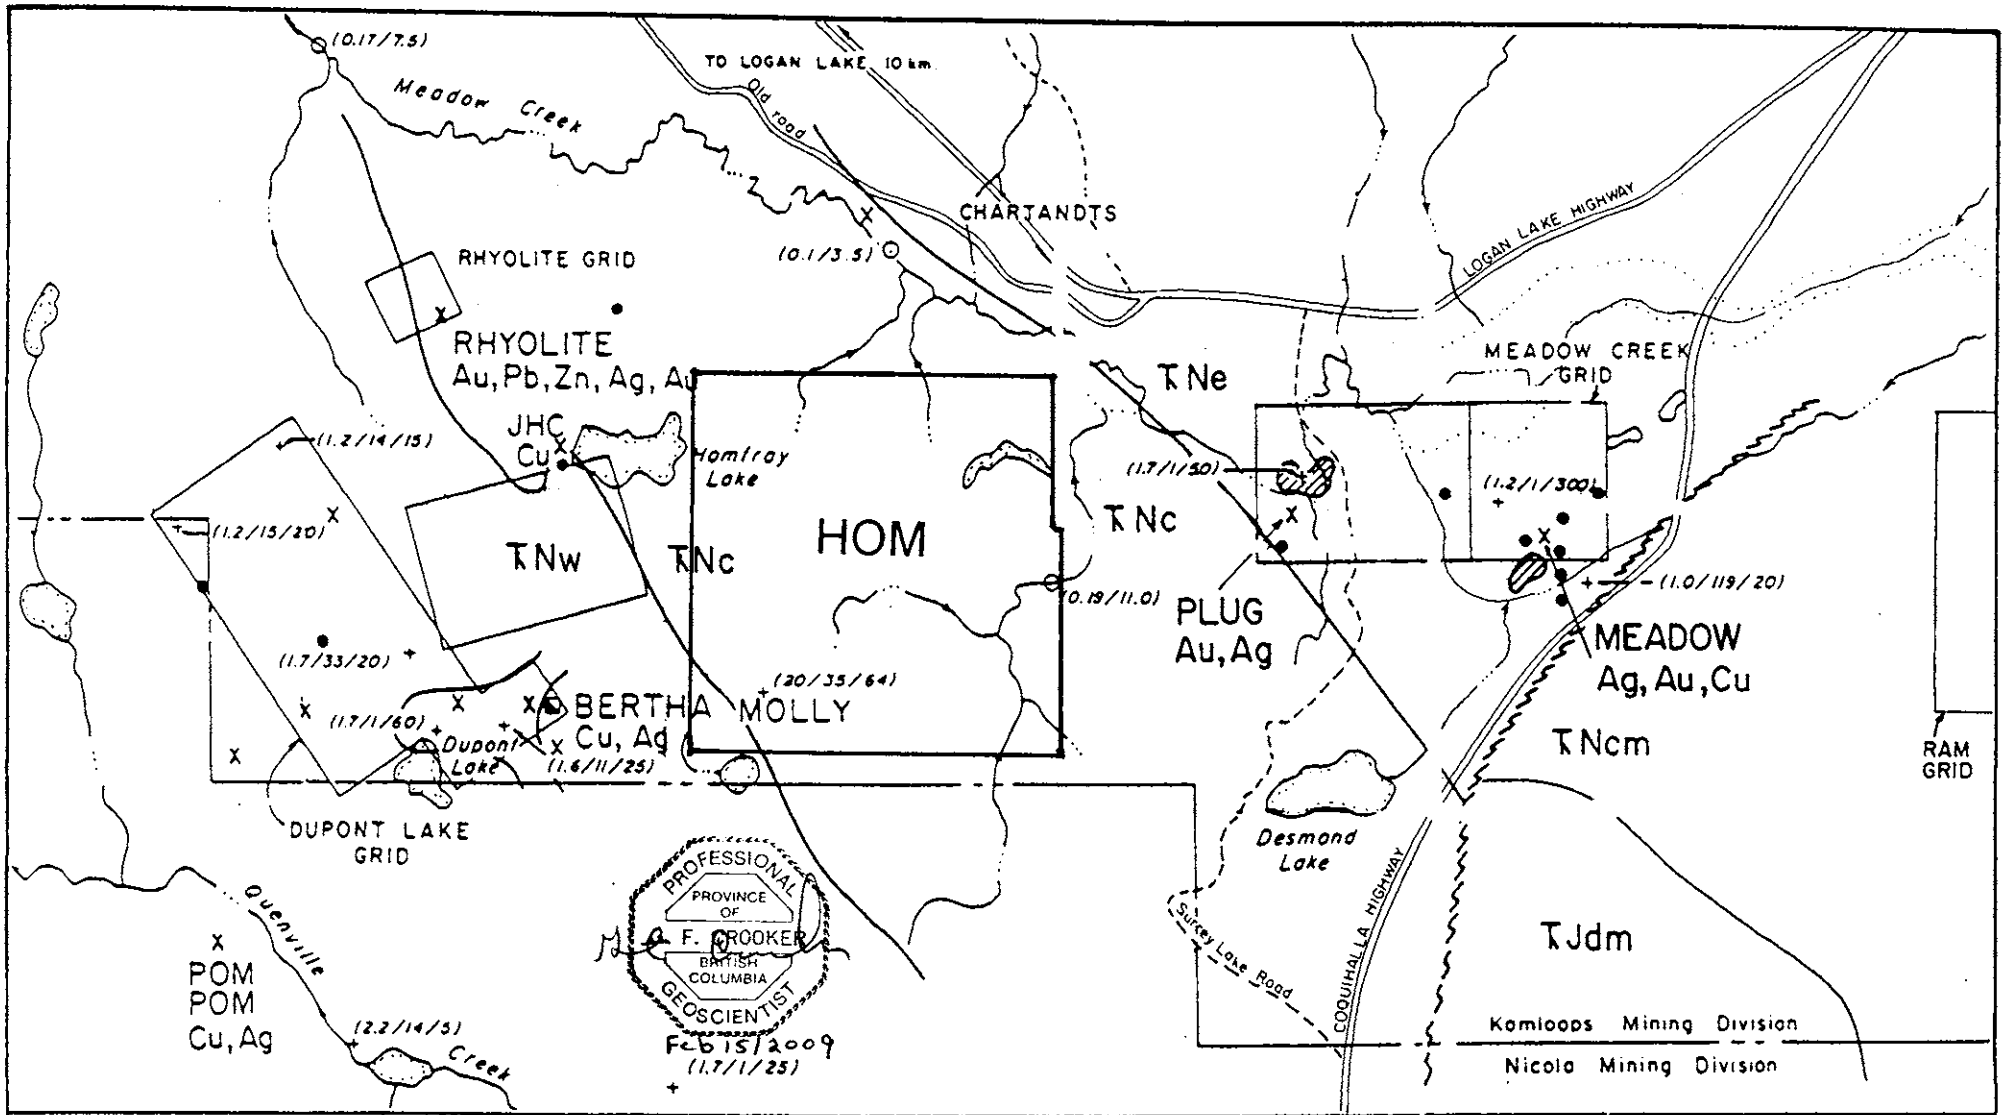 (0.17/7.5)
TO LOGAN LAKE 10 km.
Meadow Creek
Old road
CHARTANDTS
LOGAN LAKE HIGHWAY
(0.1/3.5)
RHYOLITE GRID
RHYOLITE
Au, Pb, Zn, Ag, Au
MEADOW CREEK
GRID
TNe
JHC
Cu
Homfray
Lake
(1.2/14/15)
(1.7/1/50)
(1.2/1/300)
(1.2/15/20)
TNw
TNc
HOM
TNc
(0.19/11.0)
(1.0/119/20)
PLUG
Au, Ag
MEADOW
Ag, Au, Cu
(1.7/33/20)
(20/35/64)
BERTHA MOLLY
Cu, Ag
(1.7/1/60)
Dupont
Lake
(1.6/11/25)
TNcm
RAM
GRID
DUPONT LAKE
GRID
Desmond
Lake
PROFESSIONAL
PROVINCE
OF
F. CROOKER
BRITISH
COLUMBIA
GEOSCIENTIST
Feb 15/2009
(1.7/1/25)
Quenville
Creek
POM
POM
Cu, Ag
(2.2/14/5)
Surrey Lake Road
COQUIHALLA HIGHWAY
TJdm
Kamloops Mining Division
Nicola Mining Division